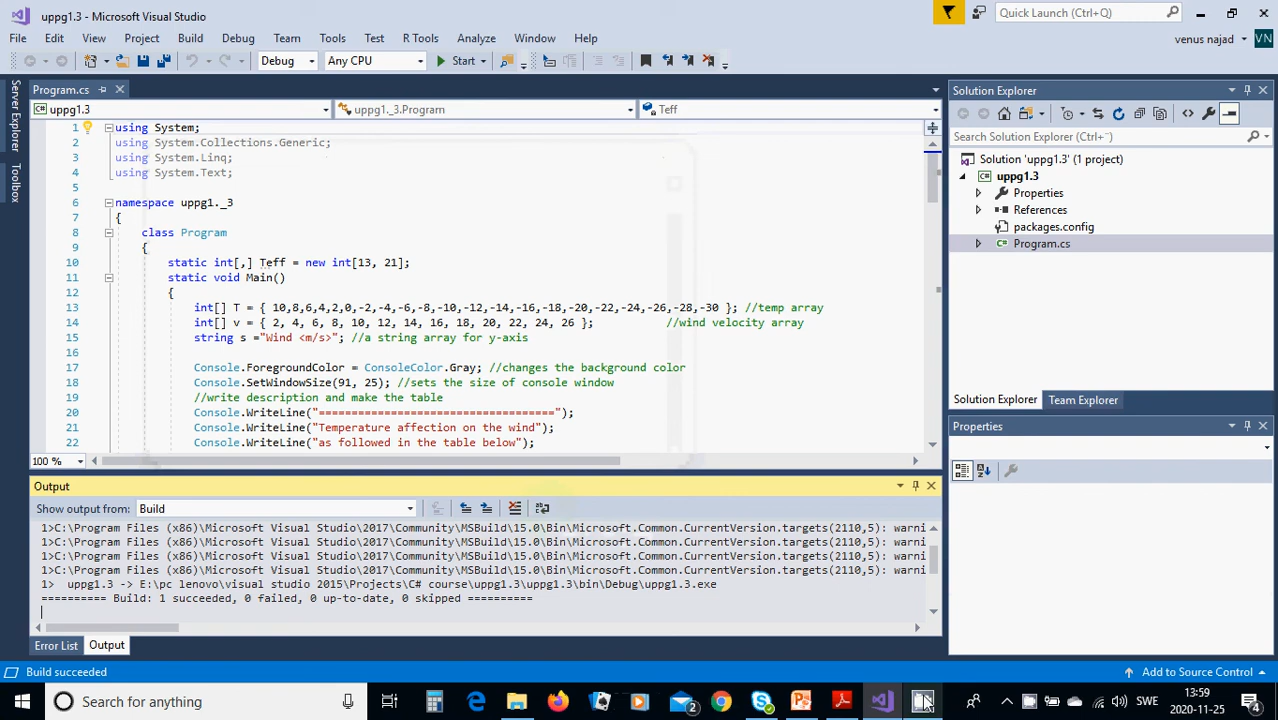 uppg1.3 - Microsoft Visual Studio
Quick Launch (Ctrl+Q)
File Edit View Project Build Debug Team Tools Test R Tools Analyze Window Help
venus najad VN
Debug Any CPU Start
Server Explorer
Toolbox
Program.cs
uppg1.3 uppg1._3.Program Teff
1 using System;
2 using System.Collections.Generic;
3 using System.Linq;
4 using System.Text;
5
6 namespace uppg1._3
7 {
8 class Program
9 {
10 static int[,] Teff = new int[13, 21];
11 static void Main()
12 {
13 int[] T = { 10,8,6,4,2,0,-2,-4,-6,-8,-10,-12,-14,-16,-18,-20,-22,-24,-26,-28,-30 }; //temp array
14 int[] v = { 2, 4, 6, 8, 10, 12, 14, 16, 18, 20, 22, 24, 26 }; //wind velocity array
15 string s ="Wind <m/s>"; //a string array for y-axis
16
17 Console.ForegroundColor = ConsoleColor.Gray; //changes the background color
18 Console.SetWindowSize(91, 25); //sets the size of console window
19 //write description and make the table
20 Console.WriteLine("===================================");
21 Console.WriteLine("Temperature affection on the wind");
22 Console.WriteLine("as followed in the table below");
100 %
Output
Show output from: Build
1>C:\Program Files (x86)\Microsoft Visual Studio\2017\Community\MSBuild\15.0\Bin\Microsoft.Common.CurrentVersion.targets(2110,5): warni
1>C:\Program Files (x86)\Microsoft Visual Studio\2017\Community\MSBuild\15.0\Bin\Microsoft.Common.CurrentVersion.targets(2110,5): warni
1>C:\Program Files (x86)\Microsoft Visual Studio\2017\Community\MSBuild\15.0\Bin\Microsoft.Common.CurrentVersion.targets(2110,5): warni
1>C:\Program Files (x86)\Microsoft Visual Studio\2017\Community\MSBuild\15.0\Bin\Microsoft.Common.CurrentVersion.targets(2110,5): warni
1> uppg1.3 -> E:\pc lenovo\visual studio 2015\Projects\C# course\uppg1.3\uppg1.3\bin\Debug\uppg1.3.exe
========== Build: 1 succeeded, 0 failed, 0 up-to-date, 0 skipped ==========
Error List Output
Solution Explorer
Search Solution Explorer (Ctrl+¨)
Solution 'uppg1.3' (1 project)
uppg1.3
Properties
References
packages.config
Program.cs
Solution Explorer Team Explorer
Properties
Build succeeded
Add to Source Control
Search for anything
2
SWE
13:59
2020-11-25
4